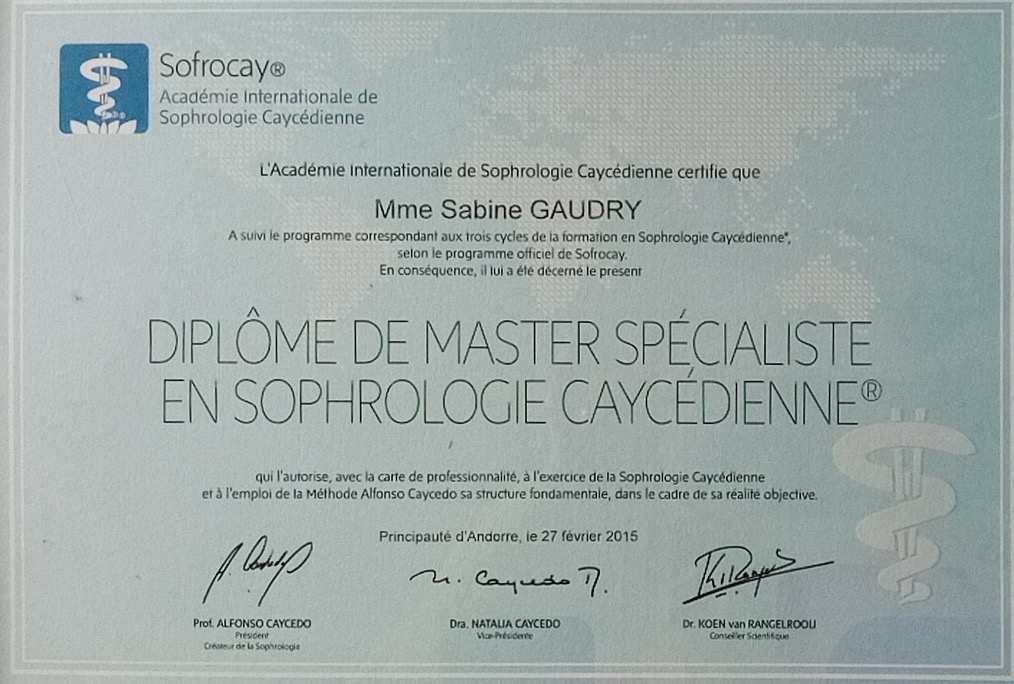 Sofrocay®
Académie Internationale de
Sophrologie Caycédienne
L'Académie Internationale de Sophrologie Caycédienne certifie que
Mme Sabine GAUDRY
A suivi le programme correspondant aux trois cycles de la formation en Sophrologie Caycédienne®,
selon le programme officiel de Sofrocay.
En conséquence, il lui a été décerné le présent
DIPLÔME DE MASTER SPÉCIALISTE
EN SOPHROLOGIE CAYCÉDIENNE®
qui l'autorise, avec la carte de professionnalité, à l'exercice de la Sophrologie Caycédienne
et à l'emploi de la Méthode Alfonso Caycedo sa structure fondamentale, dans le cadre de sa réalité objective.
Principauté d'Andorre, le 27 février 2015
Prof. ALFONSO CAYCEDO
Président
Créateur de la Sophrologie
Dra. NATALIA CAYCEDO
Vice-Présidente
Dr. KOEN van RANGELROOIJ
Conseiller Scientifique